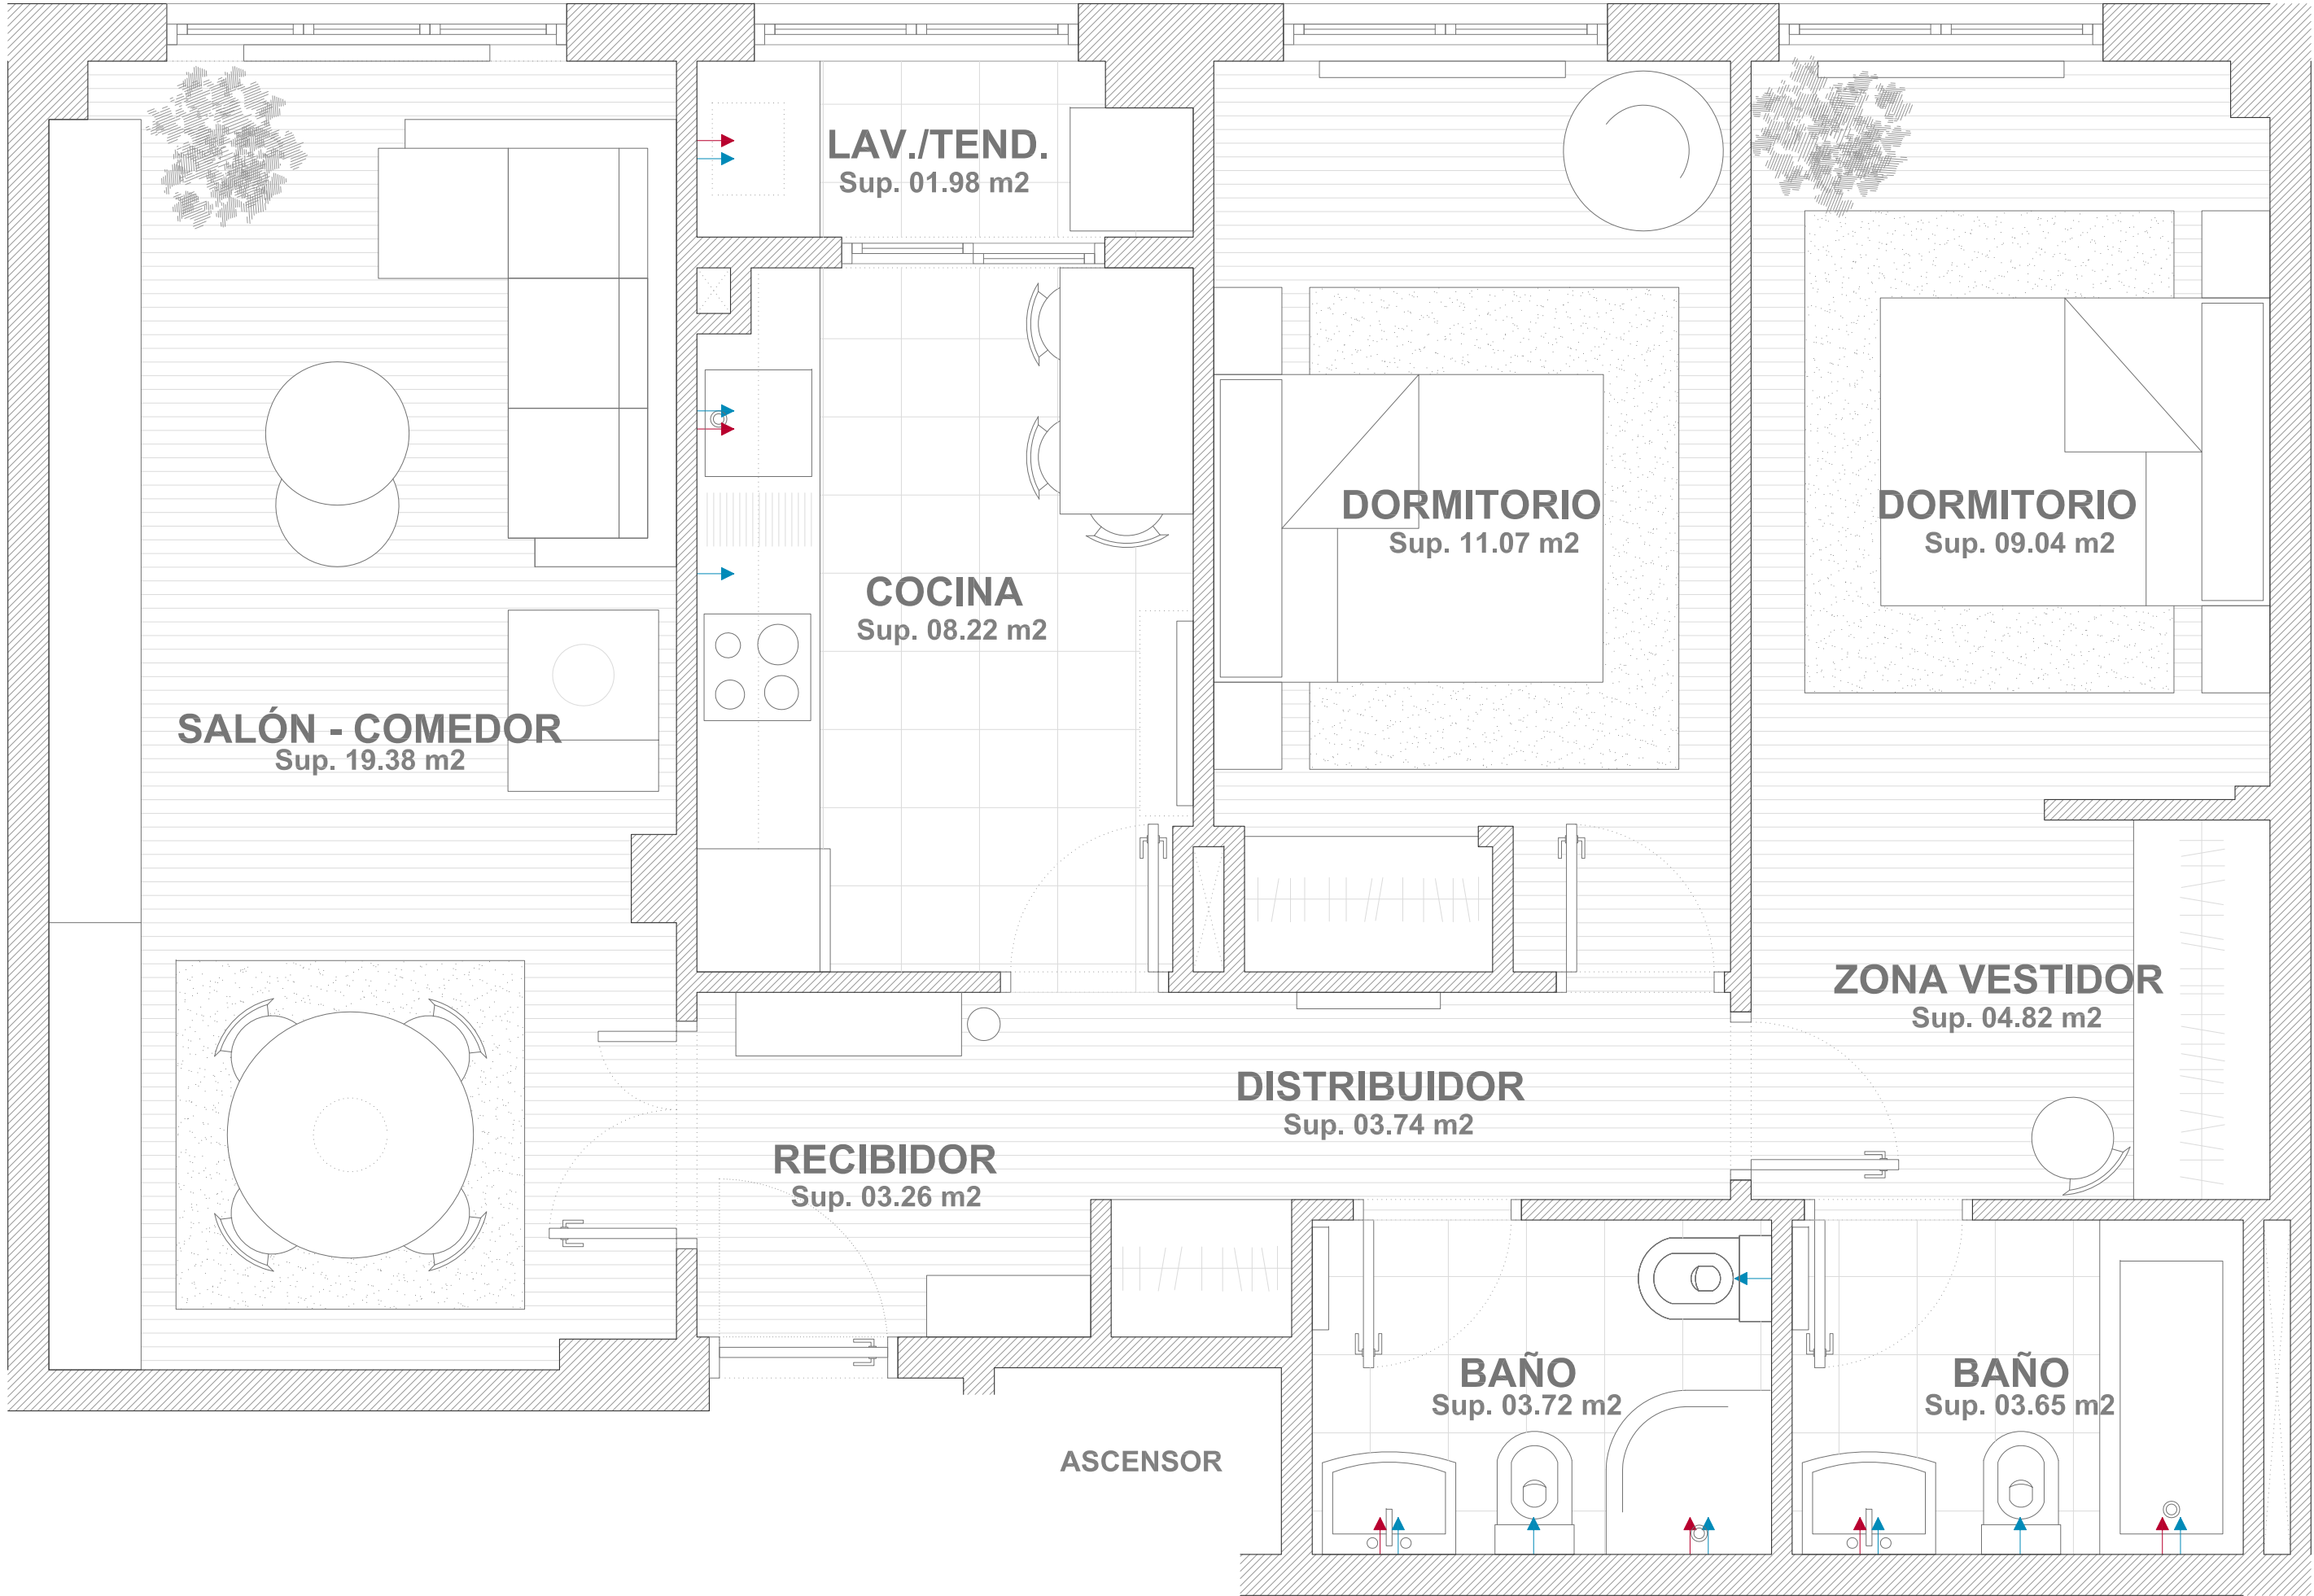 LAV./TEND.
Sup. 01.98 m2
DORMITORIO
Sup. 11.07 m2
DORMITORIO
Sup. 09.04 m2
COCINA
Sup. 08.22 m2
SALÓN - COMEDOR
Sup. 19.38 m2
ZONA VESTIDOR
Sup. 04.82 m2
DISTRIBUIDOR
Sup. 03.74 m2
RECIBIDOR
Sup. 03.26 m2
BAÑO
Sup. 03.72 m2
BAÑO
Sup. 03.65 m2
ASCENSOR